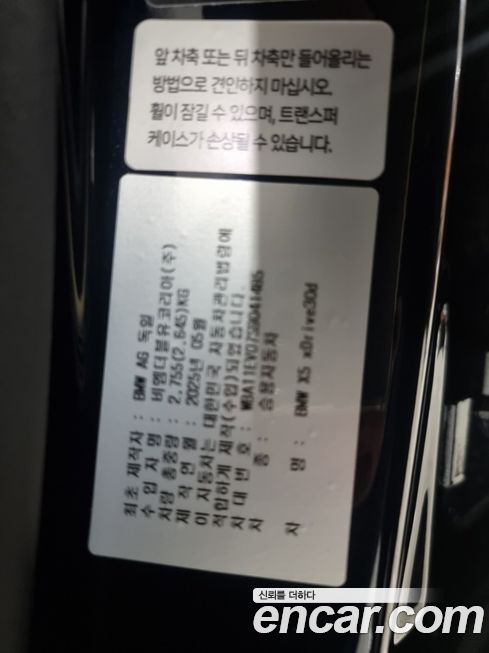 앞 차축 또는 뒤 차축만 들어올리는
방법으로 견인하지 마십시오.
휠이 잠길 수 있으며, 트랜스퍼
케이스가 손상될 수 있습니다.
최초 제작자 : BMW AG 독일
수 입 자 명 : 비엠더블유코리아(주)
차량 총중량 : 2,755(2,645)KG
제 작 연 월 : 2025년 05월
이 자동차는 대한민국 자동차관리법령에
적합하게 제작(수입)되었습니다.
차 대 번 호 : WBA11EV07S9041485
차 종 : 승용자동차
차 명 : BMW X5 xDrive30d
신뢰를 더하다
encar.com